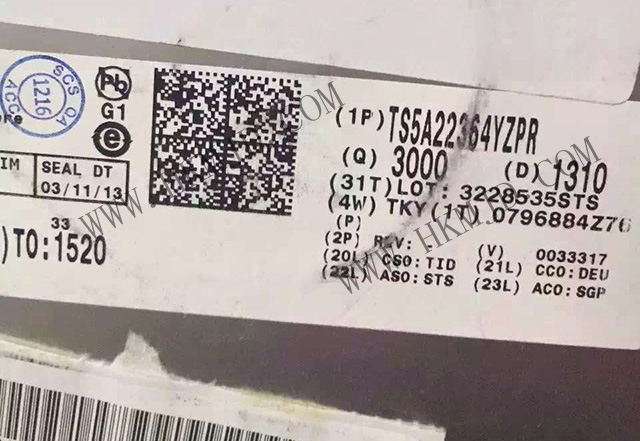 SCS QA
1216
ACC
Pb
G1
e
SEAL DT
03/11/13
33
)TO:1520
(1P) TS5A22364YZPR
(Q) 3000 (D) 1310
(31T)LOT: 3228535STS
(4W) TKY(1T) 0796884Z76
(P)
(2P) REV: (V) 0033317
(20L) CSO:TID (21L) CCO:DEU
(22L) ASO:STS (23L) ACO:SGP